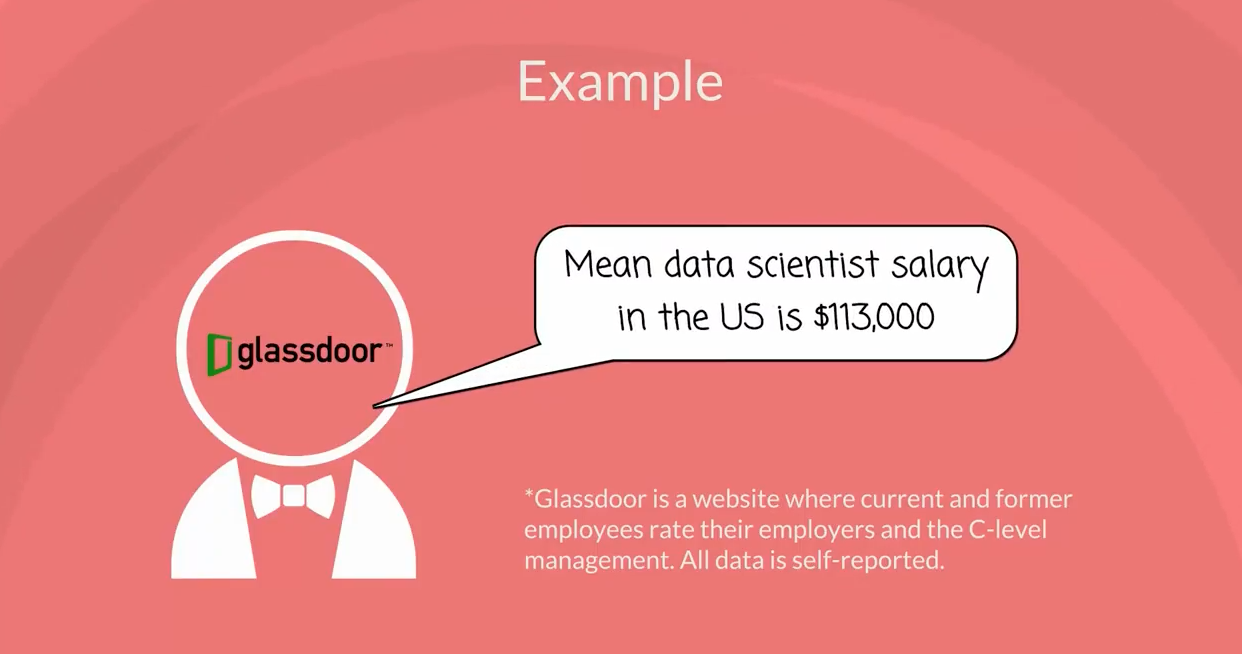 Example
Mean data scientist salary
in the US is $113,000
glassdoor™
*Glassdoor is a website where current and former
employees rate their employers and the C-level
management. All data is self-reported.